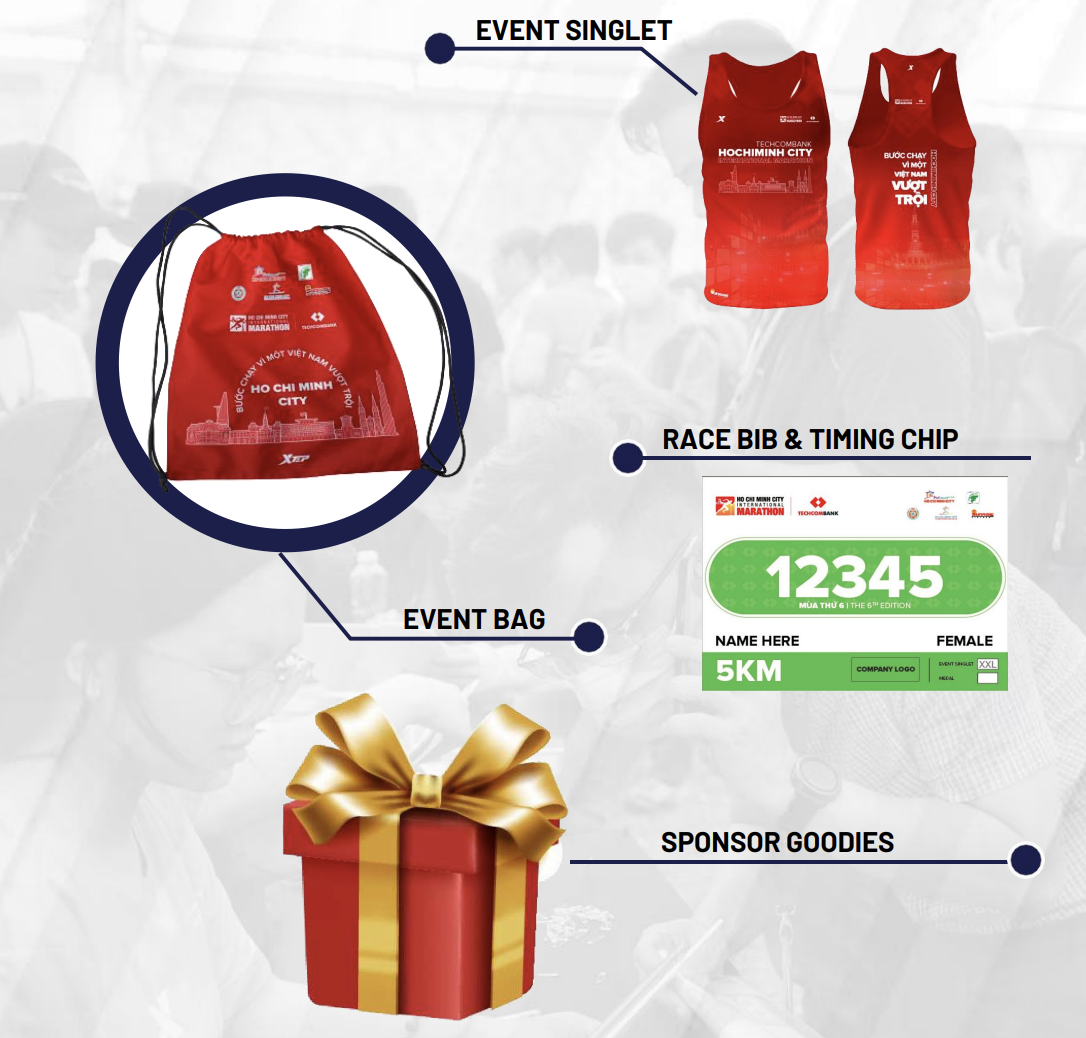 EVENT SINGLET
TECHCOMBANK
HOCHIMINH CITY
INTERNATIONAL MARATHON
BƯỚC CHẠY
VÌ MỘT
VIỆT NAM
VƯỢT
TRỘI
HOCHIMINH CITY
HO CHI MINH CITY
INTERNATIONAL
MARATHON
TECHCOMBANK
BƯỚC CHẠY VÌ MỘT VIỆT NAM VƯỢT TRỘI
HO CHI MINH
CITY
XTEP
RACE BIB & TIMING CHIP
HO CHI MINH CITY
INTERNATIONAL
MARATHON
TECHCOMBANK
12345
MÙA THỨ 6 | THE 6TH EDITION
NAME HERE
FEMALE
5KM
COMPANY LOGO
EVENT SINGLET
XXL
MEDAL
EVENT BAG
SPONSOR GOODIES